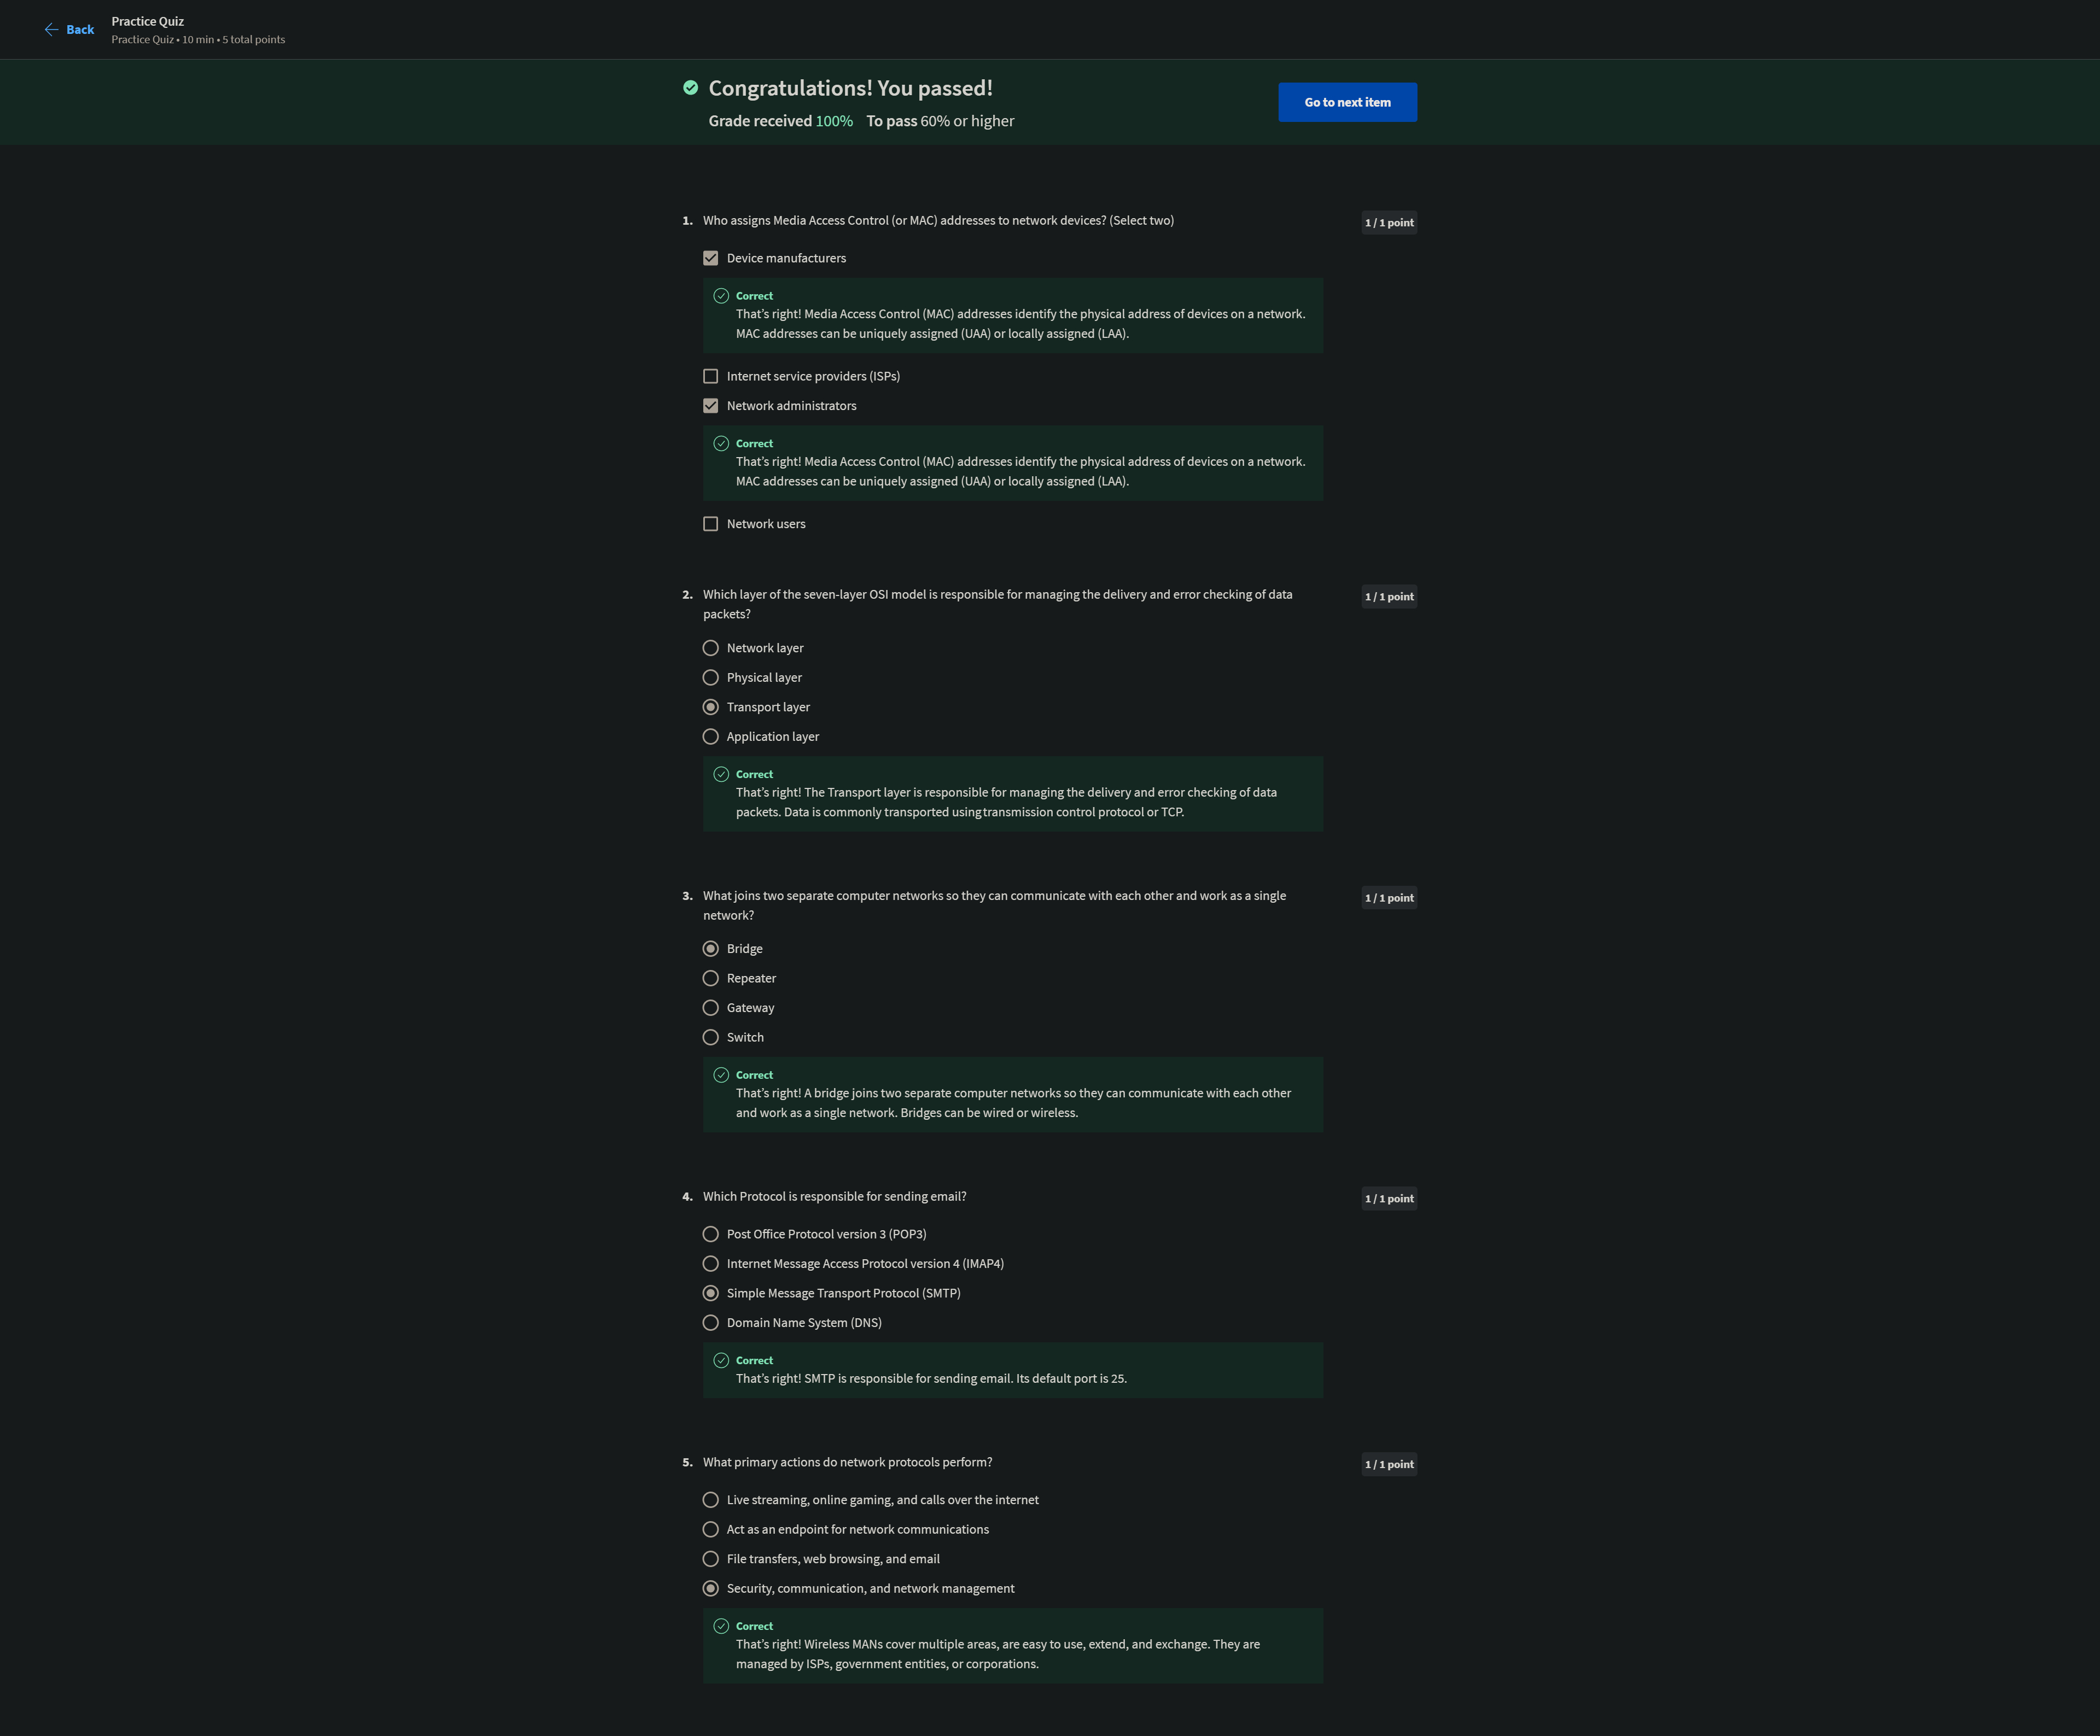 Back
Practice Quiz
Practice Quiz • 10 min • 5 total points
Congratulations! You passed!
Grade received 100% To pass 60% or higher
Go to next item
1. Who assigns Media Access Control (or MAC) addresses to network devices? (Select two)
1 / 1 point
Device manufacturers
Correct
That's right! Media Access Control (MAC) addresses identify the physical address of devices on a network.
MAC addresses can be uniquely assigned (UAA) or locally assigned (LAA).
Internet service providers (ISPs)
Network administrators
Correct
That's right! Media Access Control (MAC) addresses identify the physical address of devices on a network.
MAC addresses can be uniquely assigned (UAA) or locally assigned (LAA).
Network users
2. Which layer of the seven-layer OSI model is responsible for managing the delivery and error checking of data
packets?
1 / 1 point
Network layer
Physical layer
Transport layer
Application layer
Correct
That's right! The Transport layer is responsible for managing the delivery and error checking of data
packets. Data is commonly transported using transmission control protocol or TCP.
3. What joins two separate computer networks so they can communicate with each other and work as a single
network?
1 / 1 point
Bridge
Repeater
Gateway
Switch
Correct
That's right! A bridge joins two separate computer networks so they can communicate with each other
and work as a single network. Bridges can be wired or wireless.
4. Which Protocol is responsible for sending email?
1 / 1 point
Post Office Protocol version 3 (POP3)
Internet Message Access Protocol version 4 (IMAP4)
Simple Message Transport Protocol (SMTP)
Domain Name System (DNS)
Correct
That's right! SMTP is responsible for sending email. Its default port is 25.
5. What primary actions do network protocols perform?
1 / 1 point
Live streaming, online gaming, and calls over the internet
Act as an endpoint for network communications
File transfers, web browsing, and email
Security, communication, and network management
Correct
That's right! Wireless MANs cover multiple areas, are easy to use, extend, and exchange. They are
managed by ISPs, government entities, or corporations.